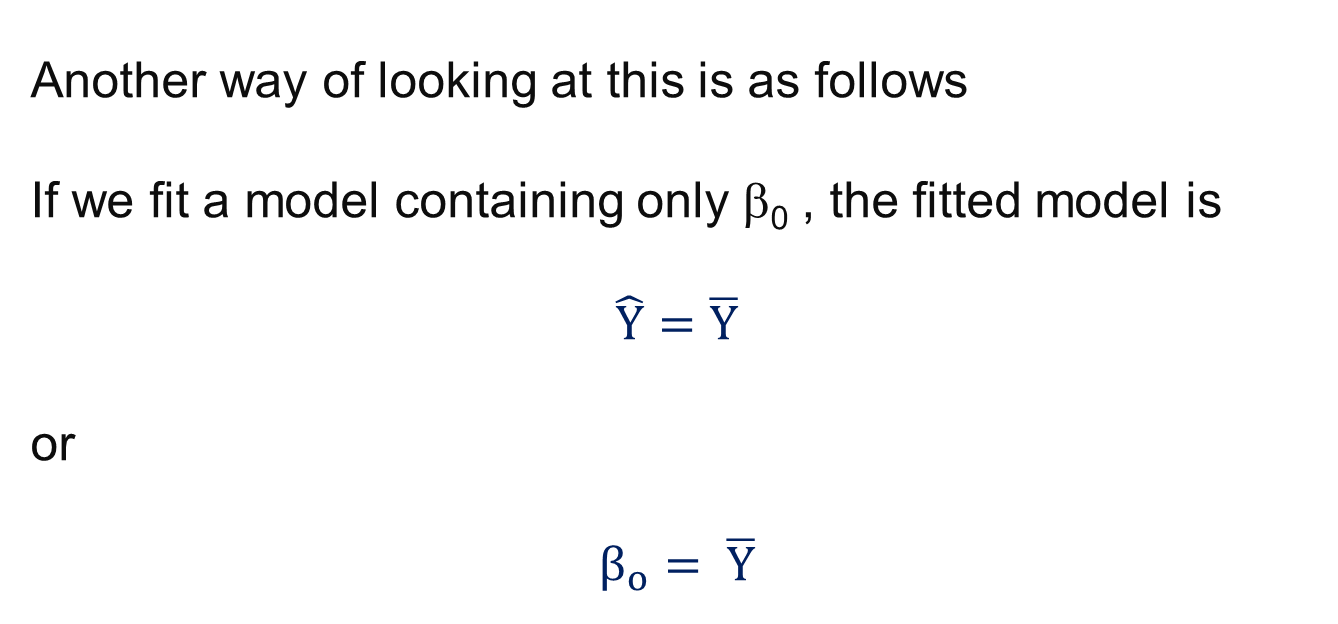 Another way of looking at this is as follows
If we fit a model containing only β₀ , the fitted model is
Ŷ = Y̅
or
βₒ = Y̅